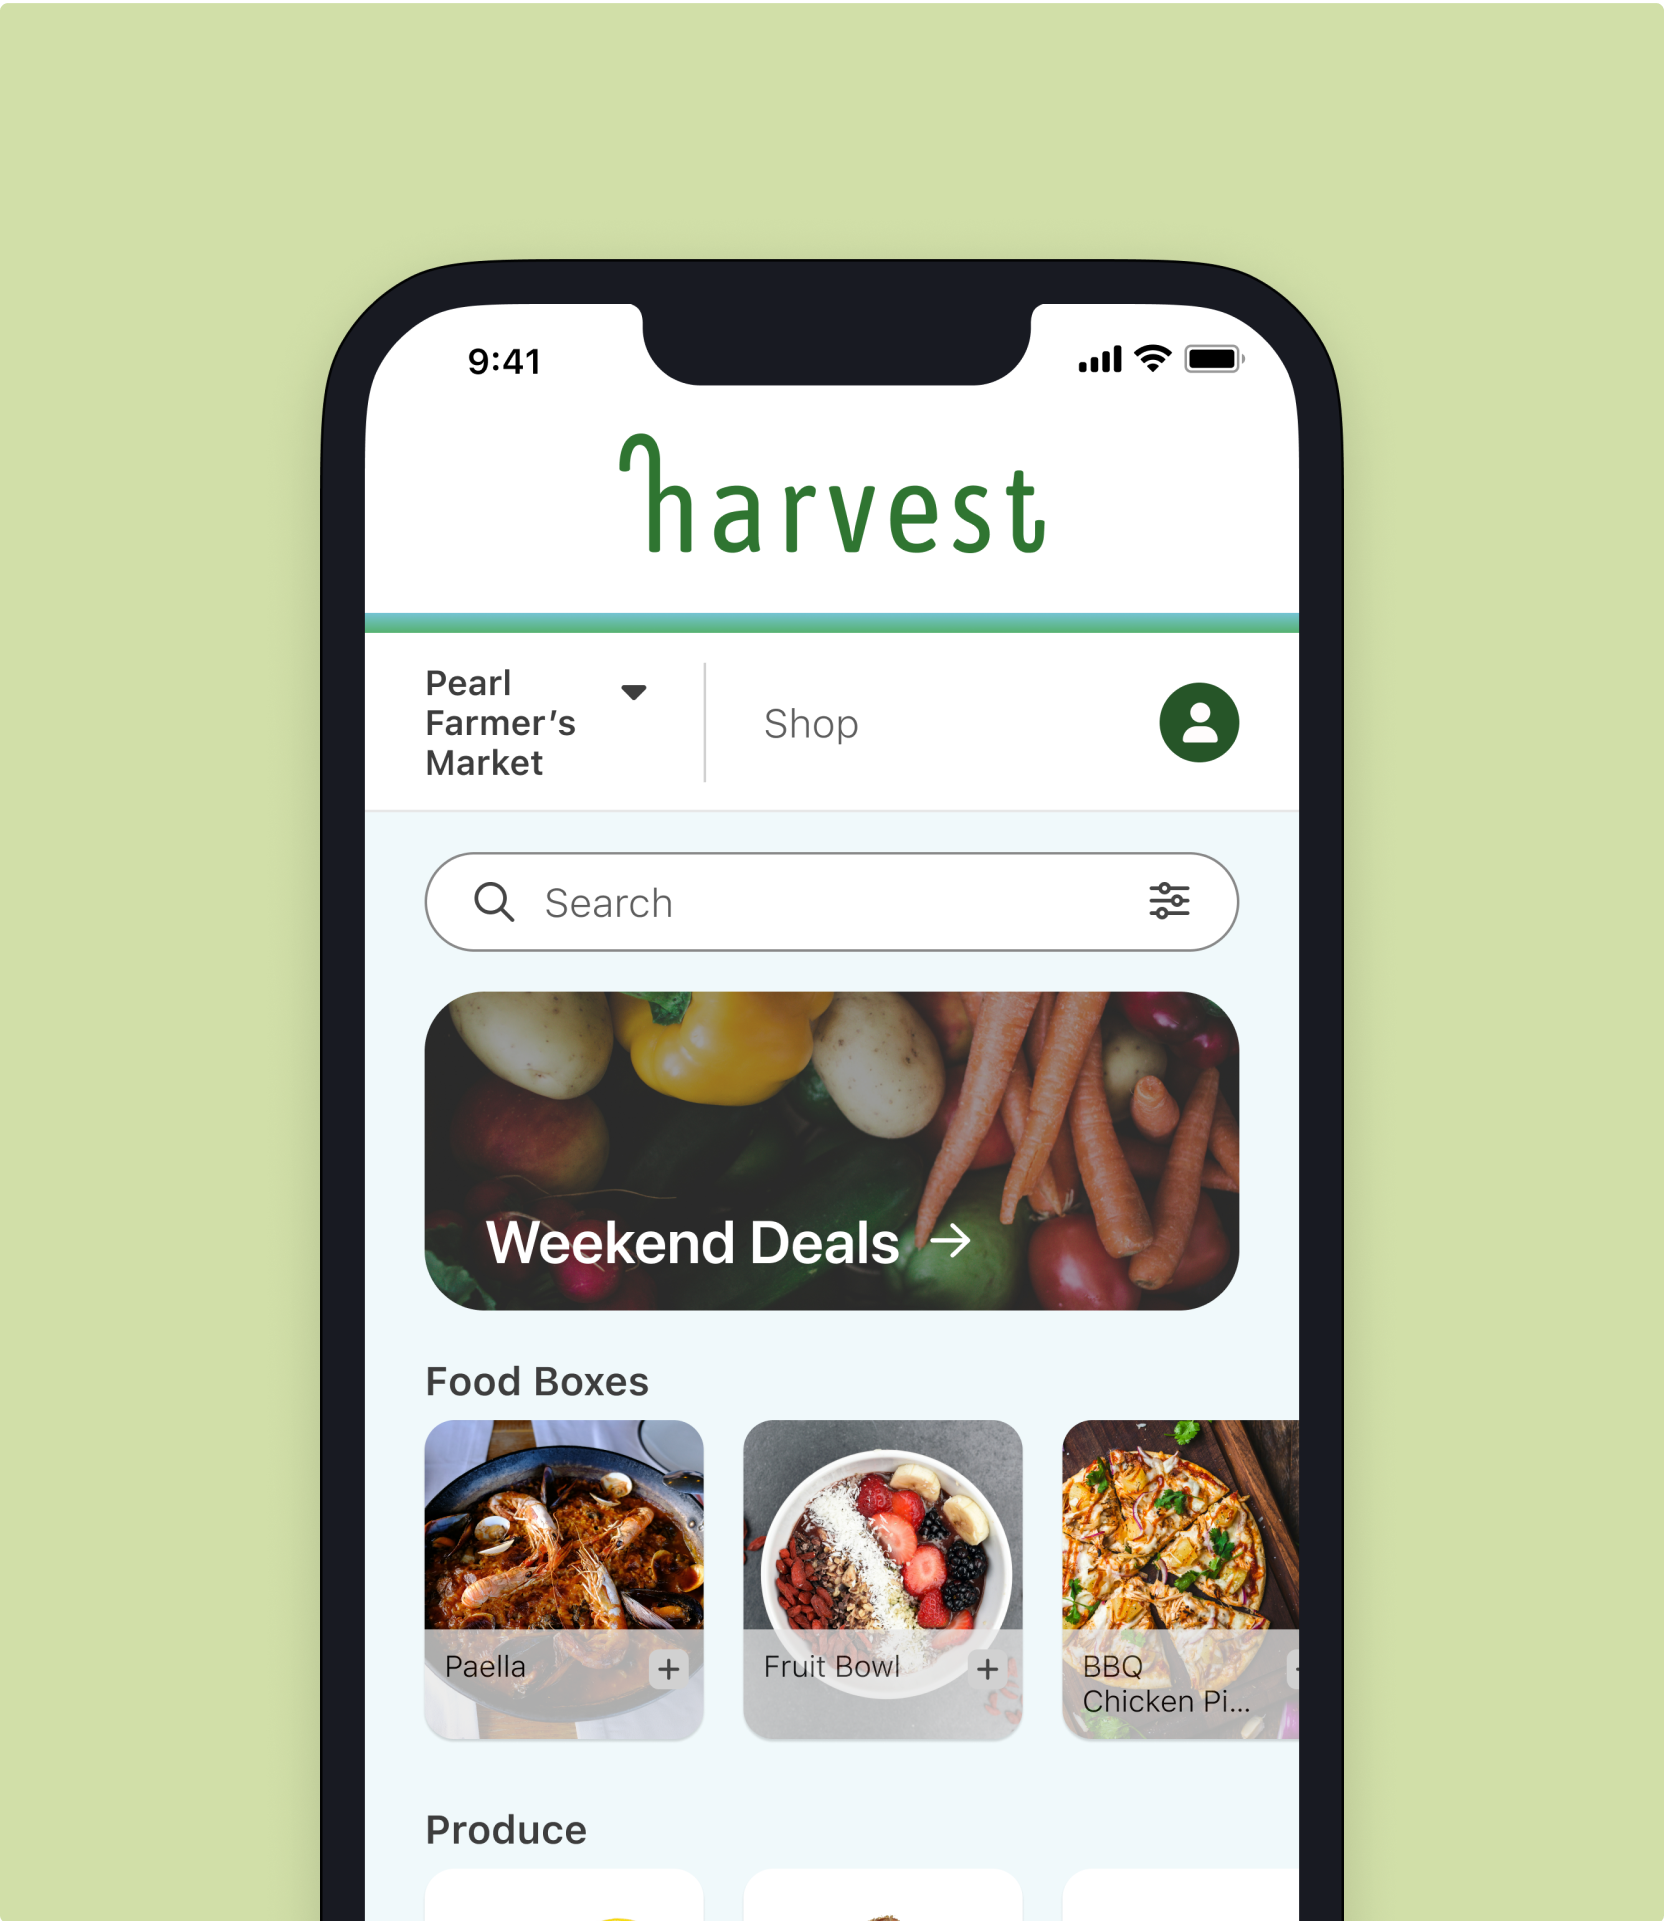 9:41
harvest
Pearl
Farmer’s
Market
Shop
Search
Weekend Deals →
Food Boxes
Paella
Fruit Bowl
BBQ
Chicken Pi...
Produce